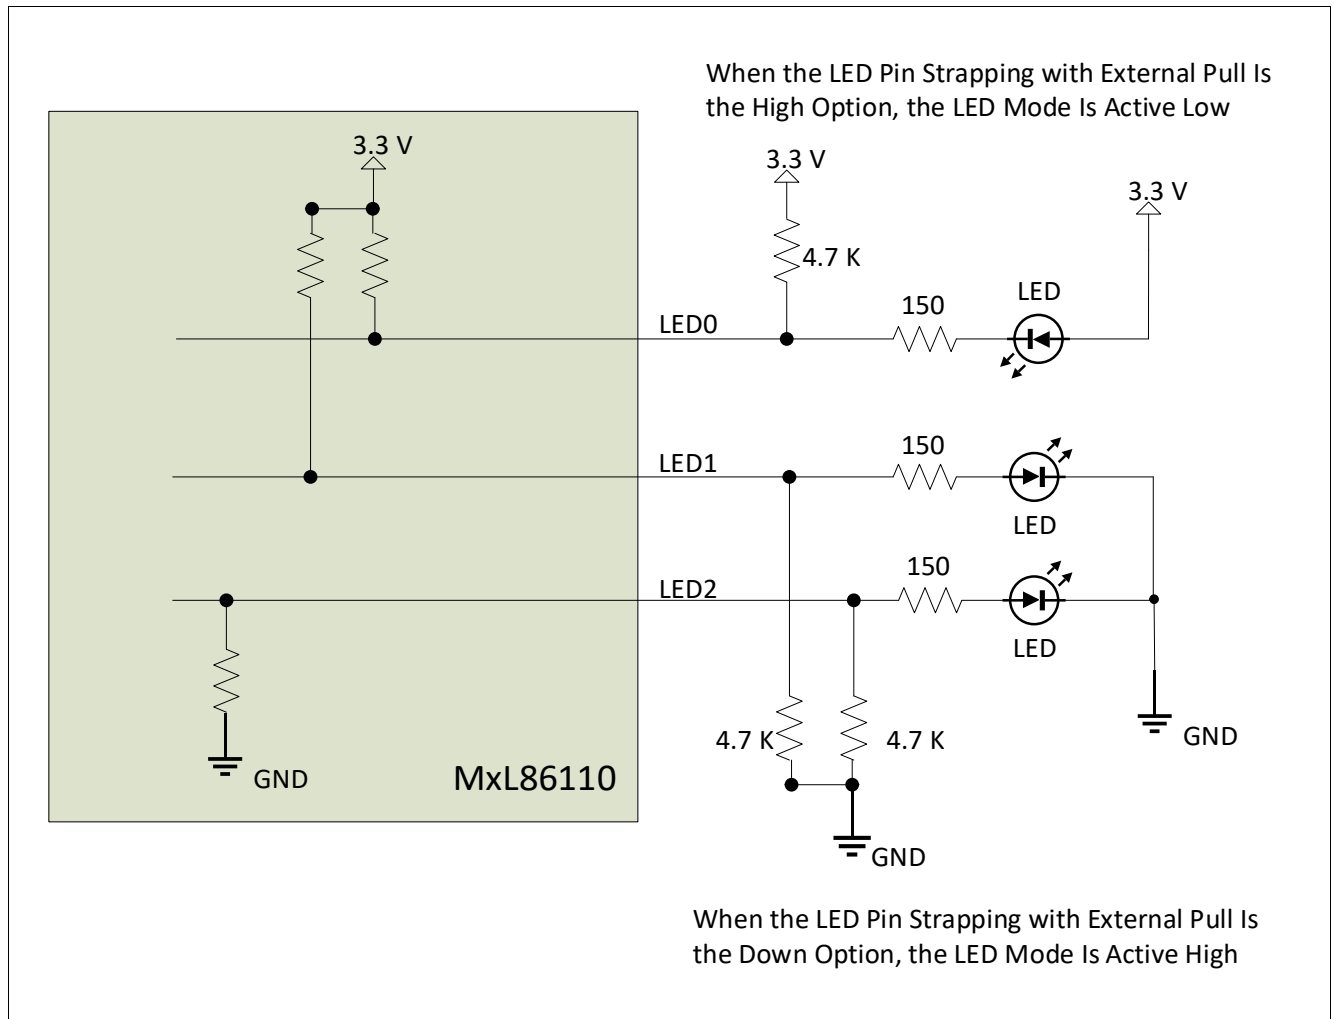 When the LED Pin Strapping with External Pull Is
the High Option, the LED Mode Is Active Low
3.3 V
3.3 V
3.3 V
4.7 K
LED
150
LED0
150
LED1
LED
150
LED2
LED
4.7 K
4.7 K
GND
GND
MxL86110
GND
When the LED Pin Strapping with External Pull Is
the Down Option, the LED Mode Is Active High